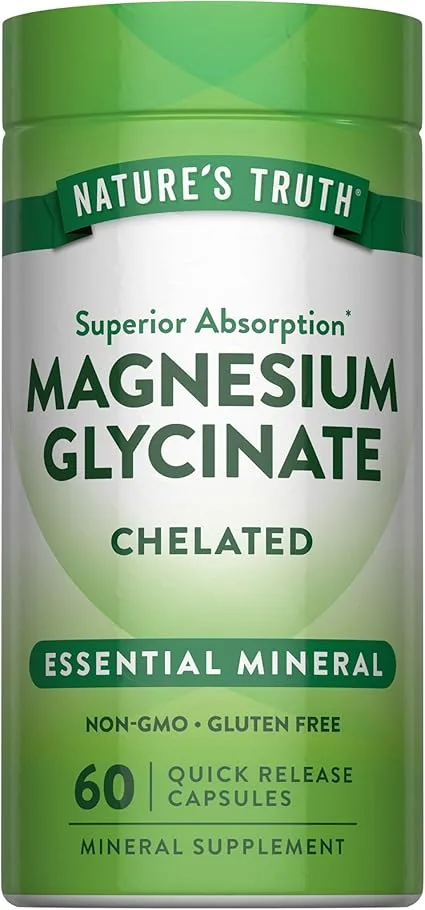 NATURE'S TRUTH®
Superior Absorption*
MAGNESIUM
GLYCINATE
CHELATED
ESSENTIAL MINERAL
NON-GMO • GLUTEN FREE
60 | QUICK RELEASE
CAPSULES
MINERAL SUPPLEMENT